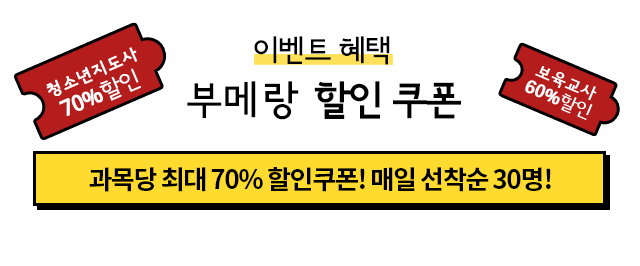 이벤트 혜택
청소년지도사
70%할인
부메랑 할인 쿠폰
보육교사
60%할인
과목당 최대 70% 할인쿠폰! 매일 선착순 30명!